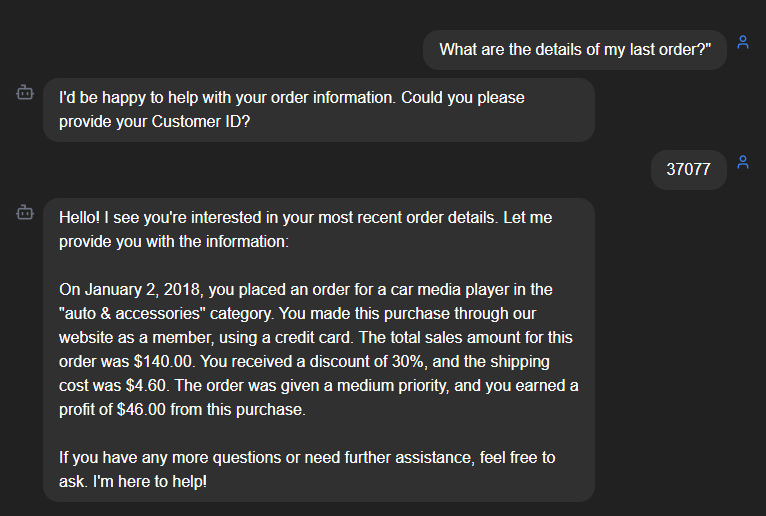 What are the details of my last order?"
I'd be happy to help with your order information. Could you please
provide your Customer ID?
37077
Hello! I see you're interested in your most recent order details. Let me
provide you with the information:
On January 2, 2018, you placed an order for a car media player in the
"auto & accessories" category. You made this purchase through our
website as a member, using a credit card. The total sales amount for this
order was $140.00. You received a discount of 30%, and the shipping
cost was $4.60. The order was given a medium priority, and you earned a
profit of $46.00 from this purchase.
If you have any more questions or need further assistance, feel free to
ask. I'm here to help!